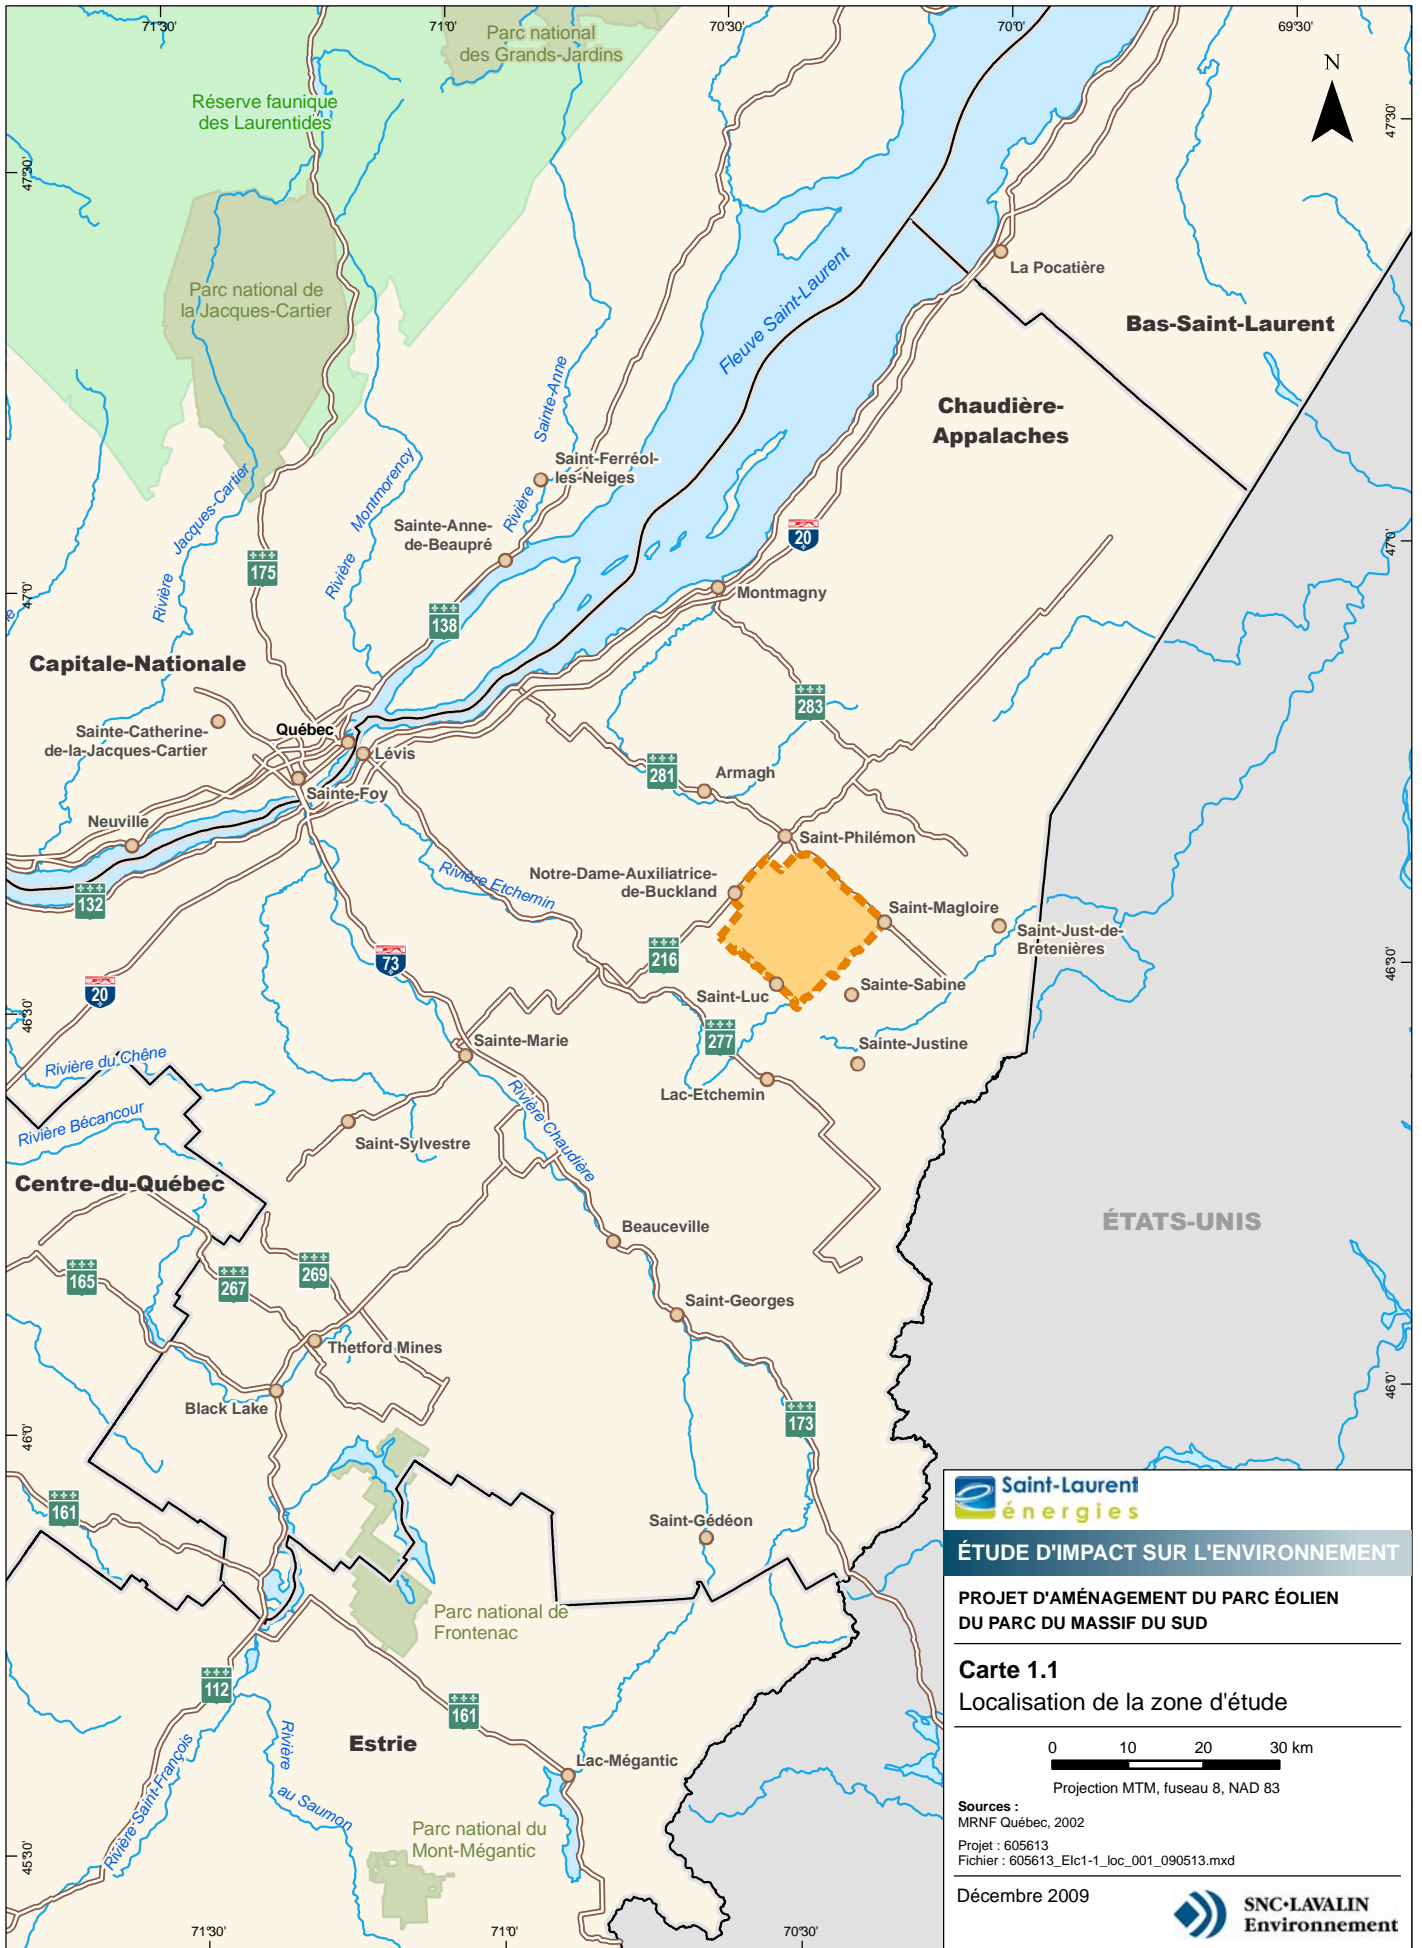 71°30'
71°0'
70°30'
70°0'
69°30'
Parc national
des Grands-Jardins
N
Réserve faunique
des Laurentides
47°30'
47°30'
Parc national de
la Jacques-Cartier
Fleuve Saint-Laurent
La Pocatière
Bas-Saint-Laurent
Chaudière-
Appalaches
Rivière Sainte-Anne
Saint-Ferréol-
les-Neiges
Rivière Jacques-Cartier
Rivière Montmorency
Sainte-Anne-
de-Beaupré
20
175
47°0'
47°0'
138
Montmagny
Capitale-Nationale
283
Sainte-Catherine-
de-la-Jacques-Cartier
Québec
Lévis
281
Armagh
Sainte-Foy
Neuville
Saint-Philémon
Rivière Etchemin
Notre-Dame-Auxiliatrice-
de-Buckland
132
Saint-Magloire
Saint-Just-de-
Bretenières
73
216
46°30'
20
Saint-Luc
Sainte-Sabine
46°30'
277
Sainte-Marie
Sainte-Justine
Rivière du Chêne
Lac-Etchemin
Rivière Bécancour
Rivière Chaudière
Saint-Sylvestre
Centre-du-Québec
ÉTATS-UNIS
Beauceville
165
267
269
Saint-Georges
Thetford Mines
46°0'
Black Lake
173
46°0'
161
Saint-Gédéon
Parc national de
Frontenac
112
161
Rivière Saint-François
Rivière
au Saumon
Estrie
Lac-Mégantic
Parc national du
Mont-Mégantic
45°30'
71°30'
71°0'
70°30'
Saint-Laurent
énergies
ÉTUDE D'IMPACT SUR L'ENVIRONNEMENT
PROJET D'AMÉNAGEMENT DU PARC ÉOLIEN
DU PARC DU MASSIF DU SUD
Carte 1.1
Localisation de la zone d'étude
0 10 20 30 km
Projection MTM, fuseau 8, NAD 83
Sources :
MRNF Québec, 2002
Projet : 605613
Fichier : 605613_EIc1-1_loc_001_090513.mxd
Décembre 2009
SNC•LAVALIN
Environnement